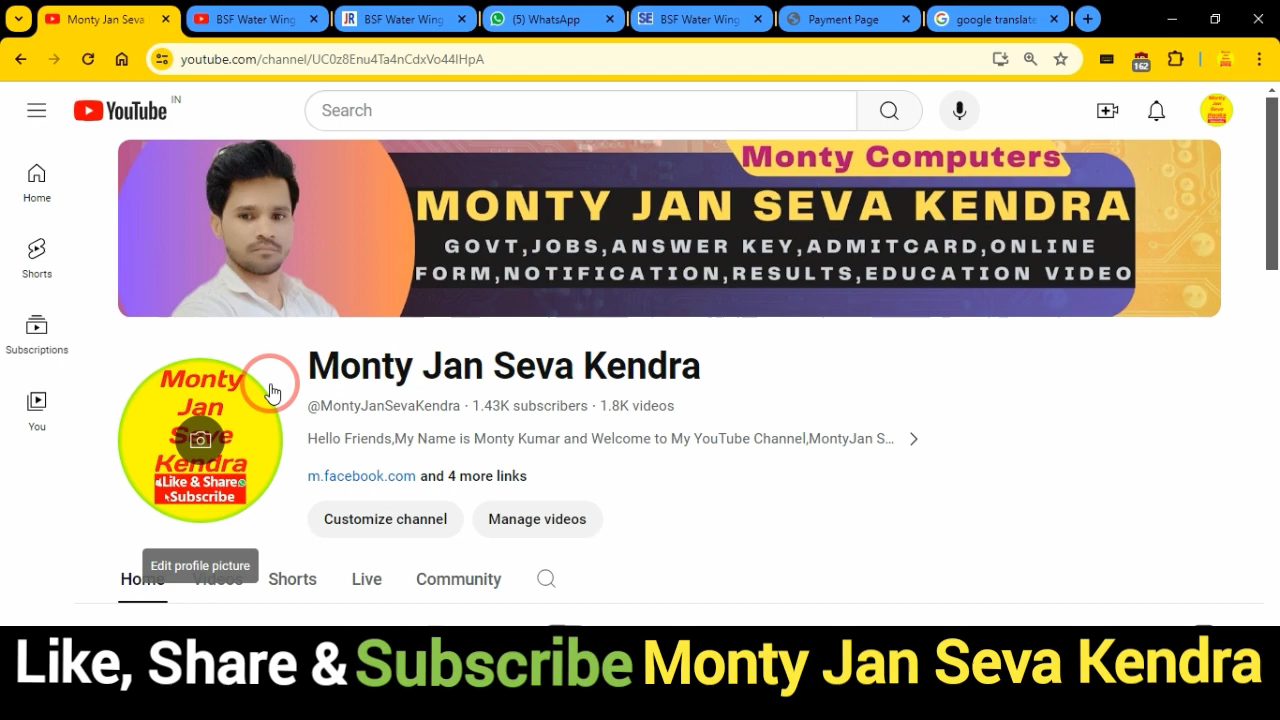 Monty Jan Seva
BSF Water Wing
BSF Water Wing
(5) WhatsApp
BSF Water Wing
Payment Page
google translate
youtube.com/channel/UC0z8Enu4Ta4nCdxVo44lHpA
162
YouTube IN
Search
Home
Shorts
Subscriptions
You
Monty Computers
MONTY JAN SEVA KENDRA
GOVT,JOBS,ANSWER KEY,ADMITCARD,ONLINE
FORM,NOTIFICATION,RESULTS,EDUCATION VIDEO
Monty
Jan
Seve
Kendra
Like & Share
Subscribe
Monty Jan Seva Kendra
@MontyJanSevaKendra · 1.43K subscribers · 1.8K videos
Hello Friends,My Name is Monty Kumar and Welcome to My YouTube Channel,MontyJan S...
m.facebook.com and 4 more links
Customize channel
Manage videos
Edit profile picture
Home Videos Shorts Live Community
Like, Share & Subscribe Monty Jan Seva Kendra